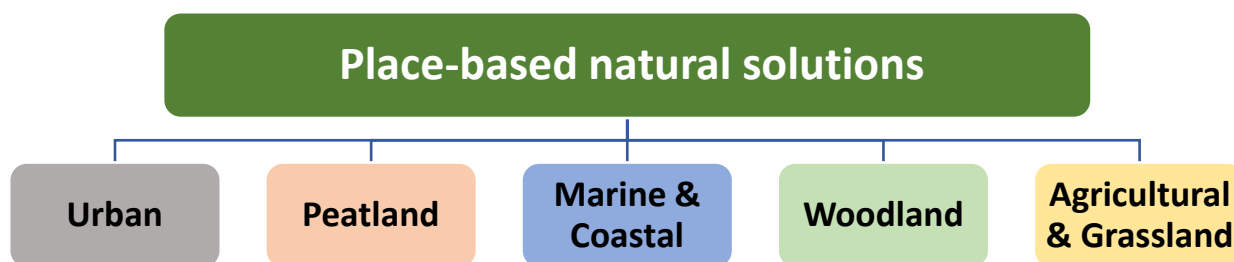 Place-based natural solutions
Urban
Peatland
Marine &
Coastal
Woodland
Agricultural
& Grassland